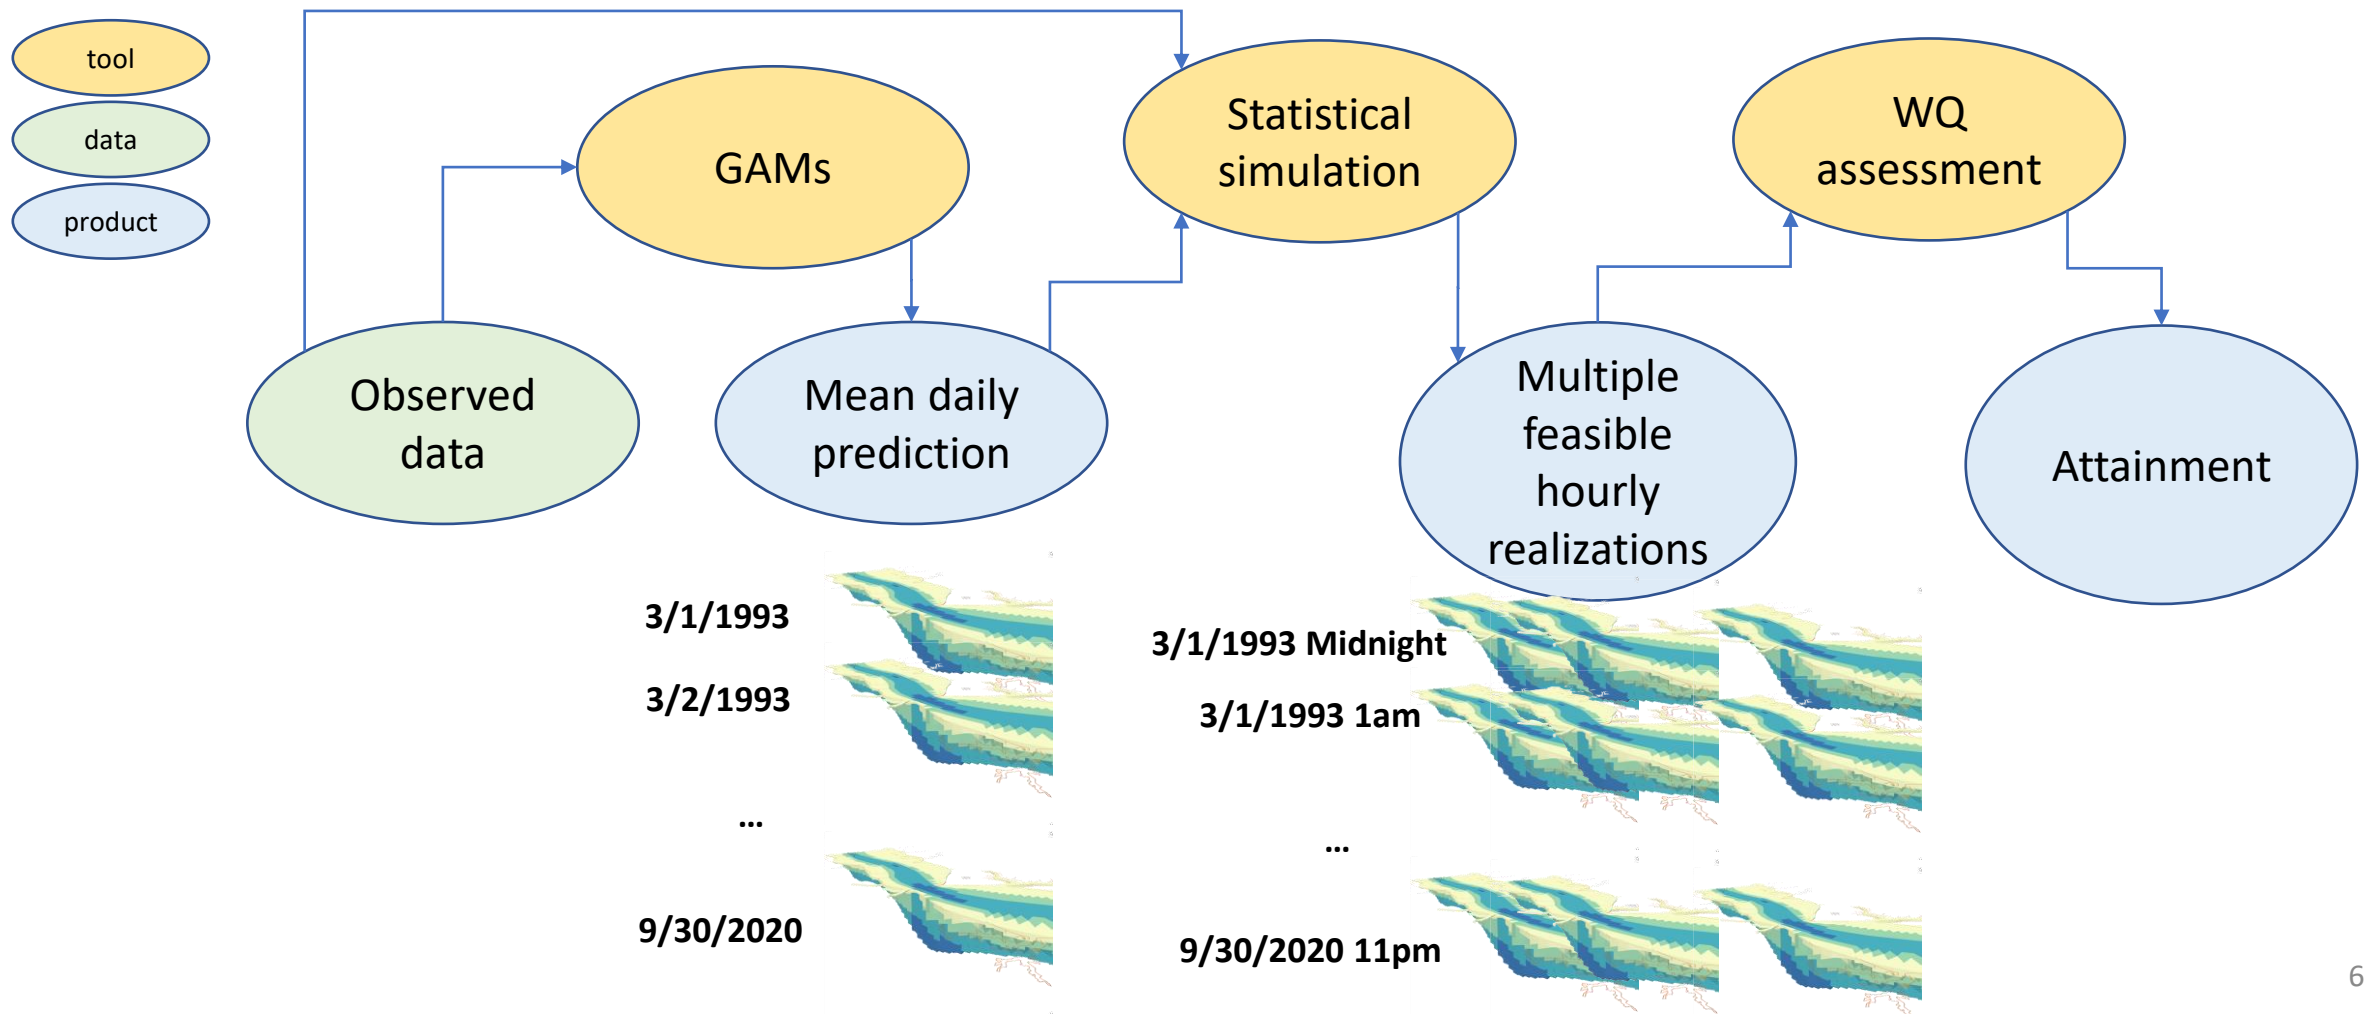 tool
data
product
GAMs
Statistical
simulation
WQ
assessment
Observed
data
Mean daily
prediction
Multiple
feasible
hourly
realizations
Attainment
3/1/1993
3/2/1993
...
9/30/2020
3/1/1993 Midnight
3/1/1993 1am
...
9/30/2020 11pm
6